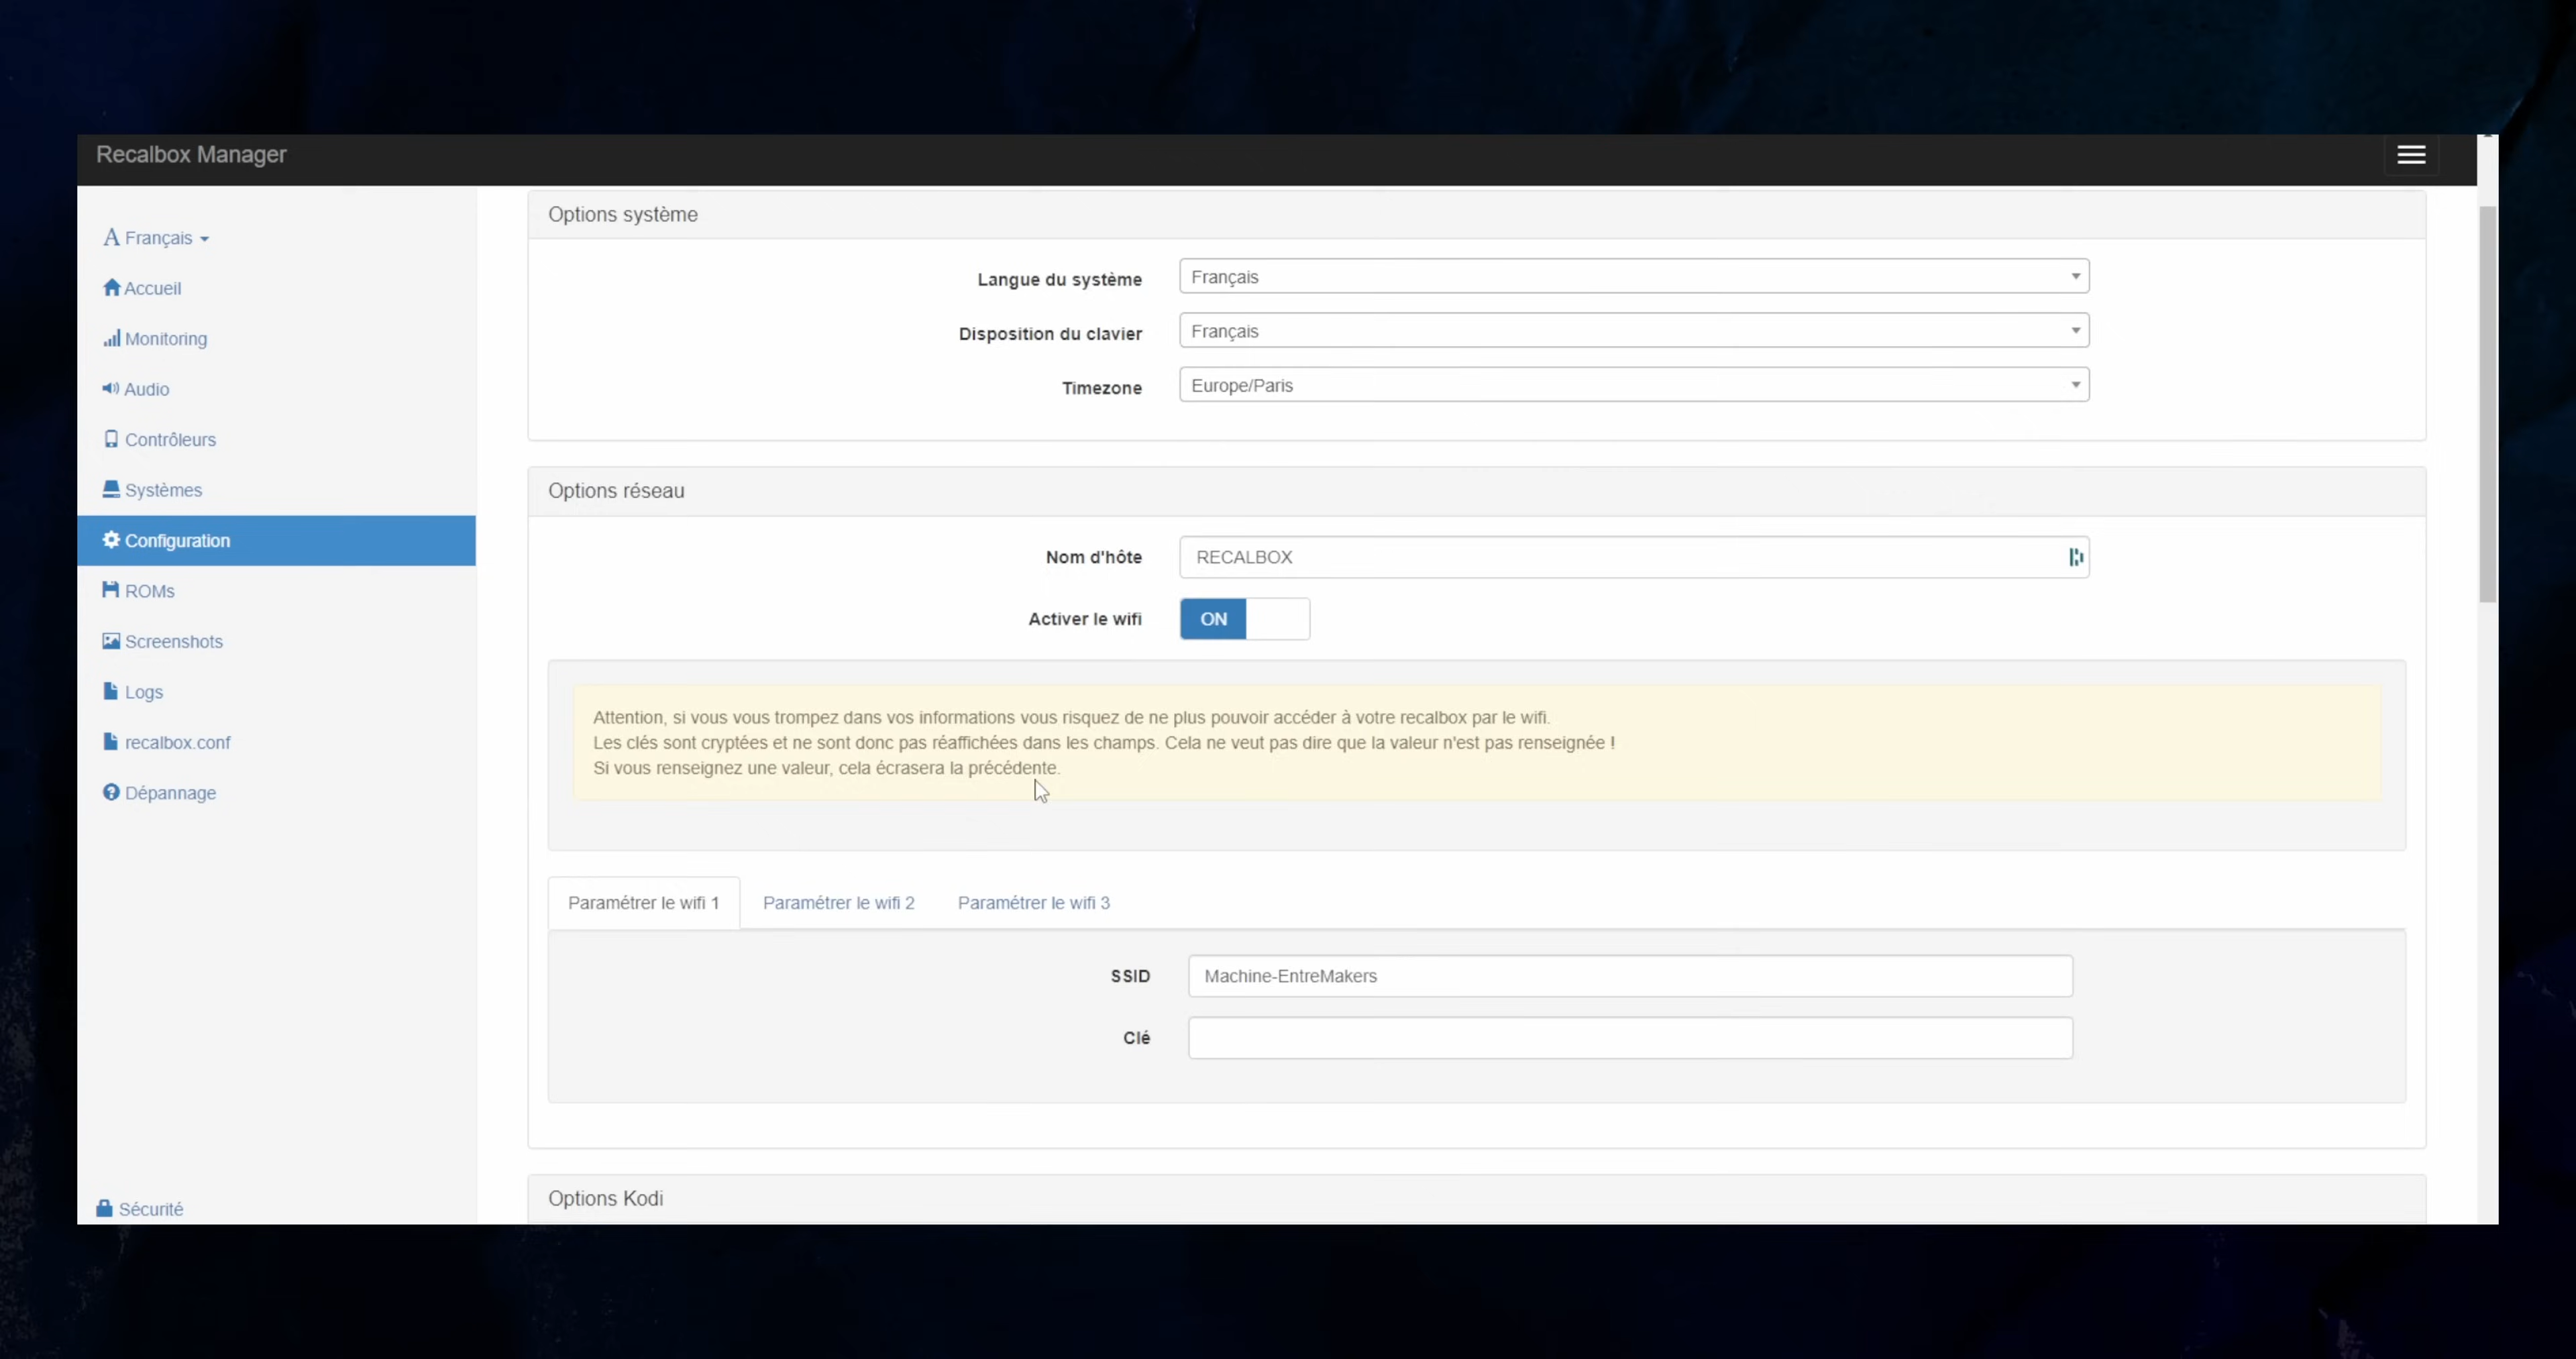 Recalbox Manager
Français
Accueil
Monitoring
Audio
Contrôleurs
Systèmes
Configuration
ROMs
Screenshots
Logs
recalbox.conf
Dépannage
Sécurité
Options système
Langue du système Français
Disposition du clavier Français
Timezone Europe/Paris
Options réseau
Nom d'hôte RECALBOX
Activer le wifi ON
Attention, si vous vous trompez dans vos informations vous risquez de ne plus pouvoir accéder à votre recalbox par le wifi.
Les clés sont cryptées et ne sont donc pas réaffichées dans les champs. Cela ne veut pas dire que la valeur n'est pas renseignée !
Si vous renseignez une valeur, cela écrasera la précédente.
Paramétrer le wifi 1 Paramétrer le wifi 2 Paramétrer le wifi 3
SSID Machine-EntreMakers
Clé
Options Kodi